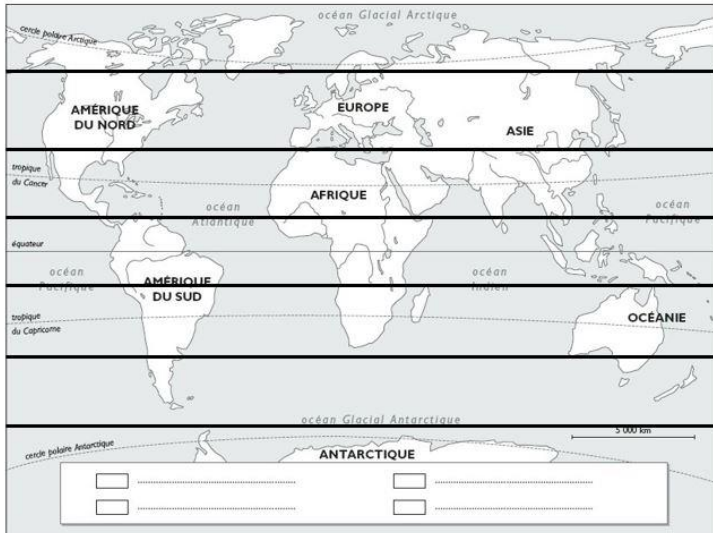 océan Glacial Arctique
cercle polaire Arctique
AMÉRIQUE
DU NORD
EUROPE
ASIE
tropique
du Cancer
AFRIQUE
océan
Atlantique
océan
Pacifique
équateur
océan
Pacifique
AMÉRIQUE
DU SUD
océan
Indien
tropique
du Capricorne
OCÉANIE
océan Glacial Antarctique
5 000 km
cercle polaire Antarctique
ANTARCTIQUE